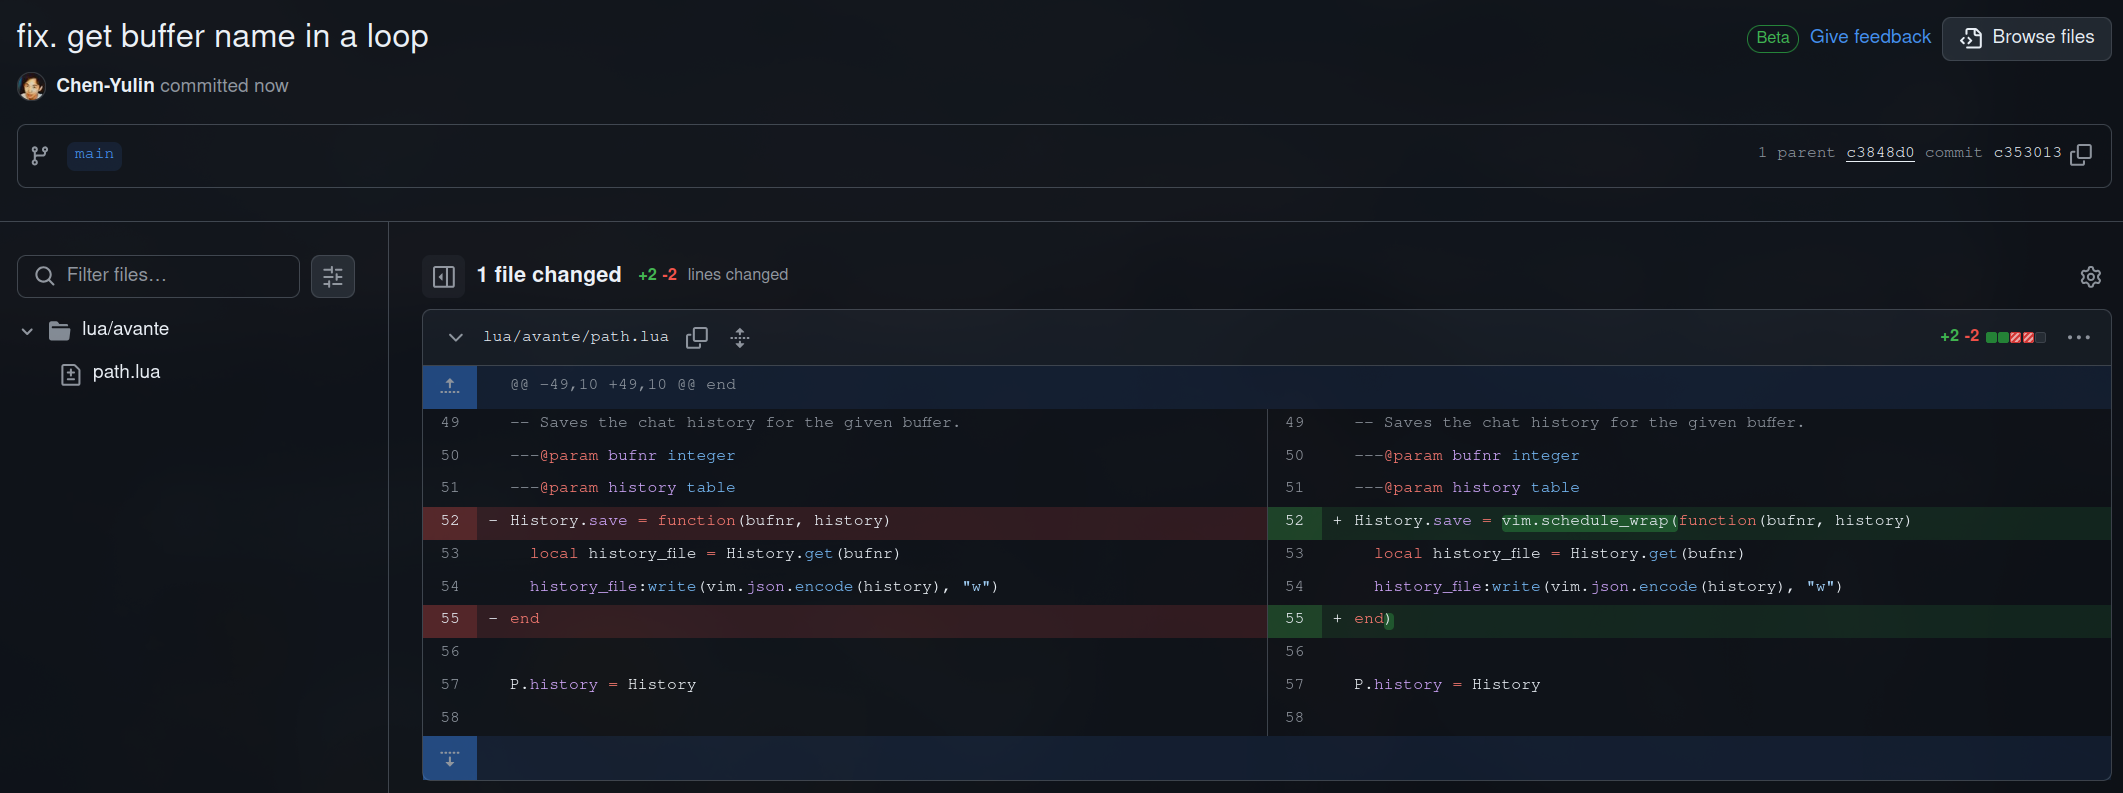 fix. get buffer name in a loop
Beta Give feedback Browse files
Chen-Yulin committed now
main
1 parent c3848d0 commit c353013
Filter files...
lua/avante
path.lua
1 file changed +2 -2 lines changed
lua/avante/path.lua +2 -2
@@ -49,10 +49,10 @@ end
49 -- Saves the chat history for the given buffer.
50 ---@param bufnr integer
51 ---@param history table
52 - History.save = function(bufnr, history)
53 local history_file = History.get(bufnr)
54 history_file:write(vim.json.encode(history), "w")
55 - end
56
57 P.history = History
58
49 -- Saves the chat history for the given buffer.
50 ---@param bufnr integer
51 ---@param history table
52 + History.save = vim.schedule_wrap(function(bufnr, history)
53 local history_file = History.get(bufnr)
54 history_file:write(vim.json.encode(history), "w")
55 + end)
56
57 P.history = History
58